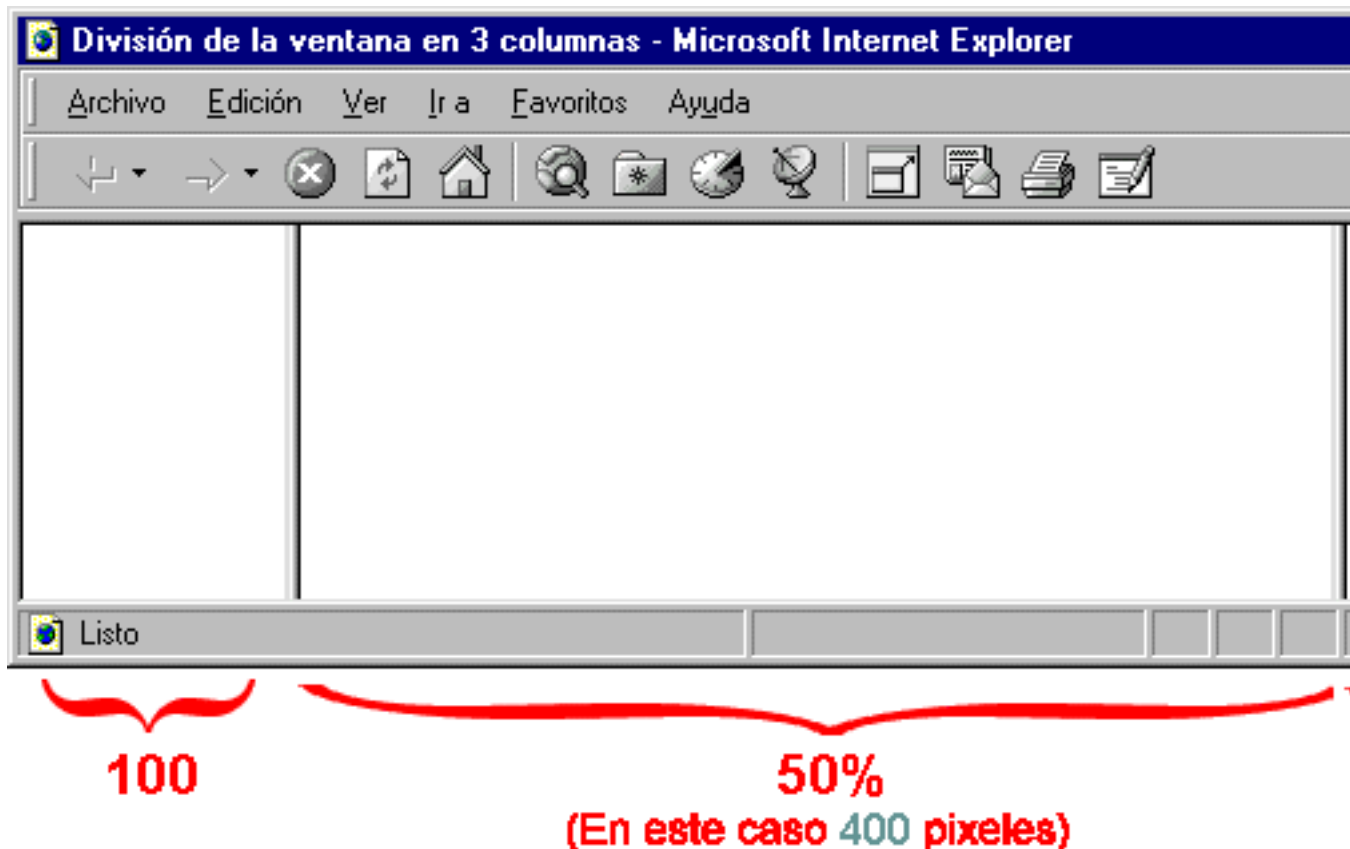 División de la ventana en 3 columnas - Microsoft Internet Explorer
Archivo Edición Ver Ir a Favoritos Ayuda
Listo
100
50%
(En este caso 400 pixeles)